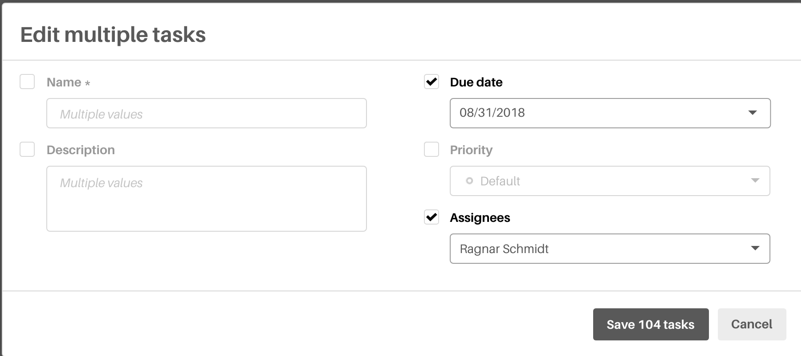 Edit multiple tasks
Name *
Multiple values
Description
Multiple values
Due date
08/31/2018
Priority
Default
Assignees
Ragnar Schmidt
Save 104 tasks
Cancel